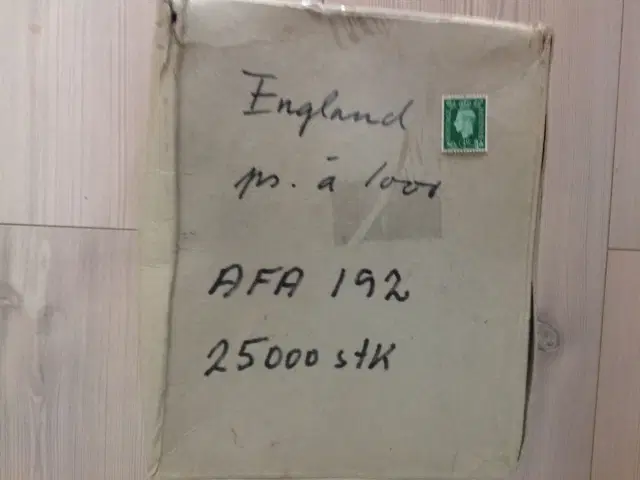 England
ps. à 1000
AFA 192
25000 stk